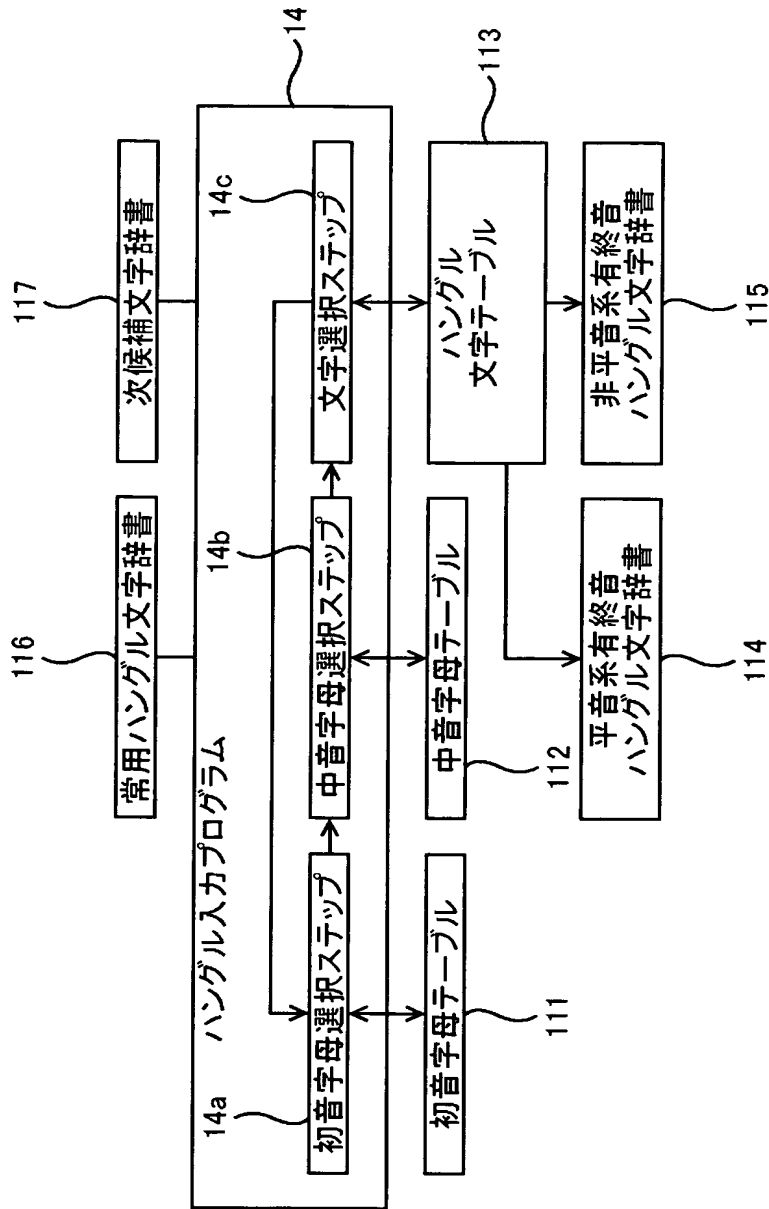 116
117
常用ハングル文字辞書
次候補文字辞書
ハングル入力プログラム
14
14a
14b
14c
初音字母選択ステップ
中音字母選択ステップ
文字選択ステップ
初音字母テーブル
中音字母テーブル
ハングル
文字テーブル
111
112
113
平音系有終音
ハングル文字辞書
非平音系有終音
ハングル文字辞書
114
115